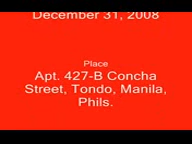 December 31, 2008
Place
Apt. 427-B Concha
Street, Tondo, Manila,
Phils.